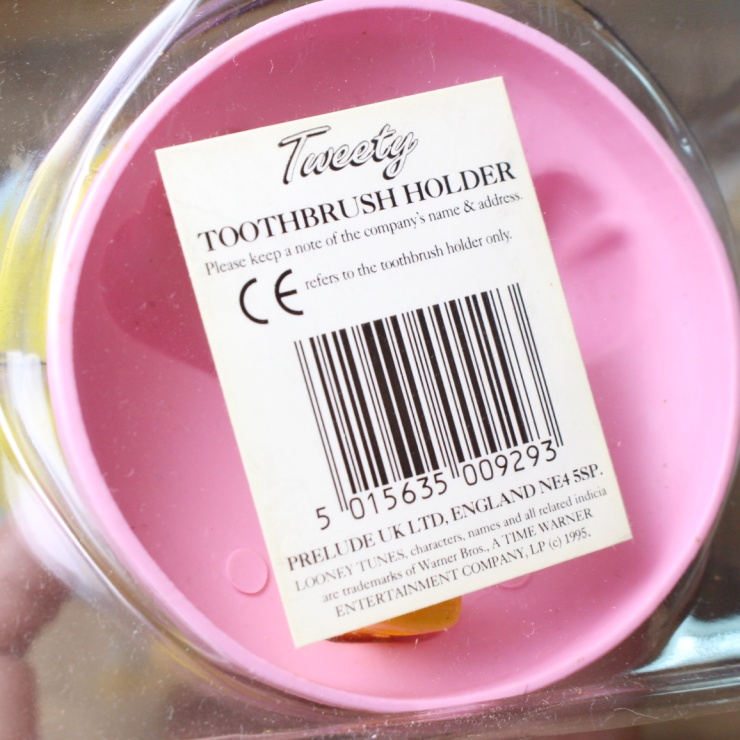 Tweety
TOOTHBRUSH HOLDER
Please keep a note of the company's name & address.
CE refers to the toothbrush holder only.
5 015635 009293
PRELUDE UK LTD, ENGLAND NE4 5SP.
LOONEY TUNES, characters, names and all related indicia
are trademarks of Warner Bros., A TIME WARNER
ENTERTAINMENT COMPANY, LP (c) 1995.